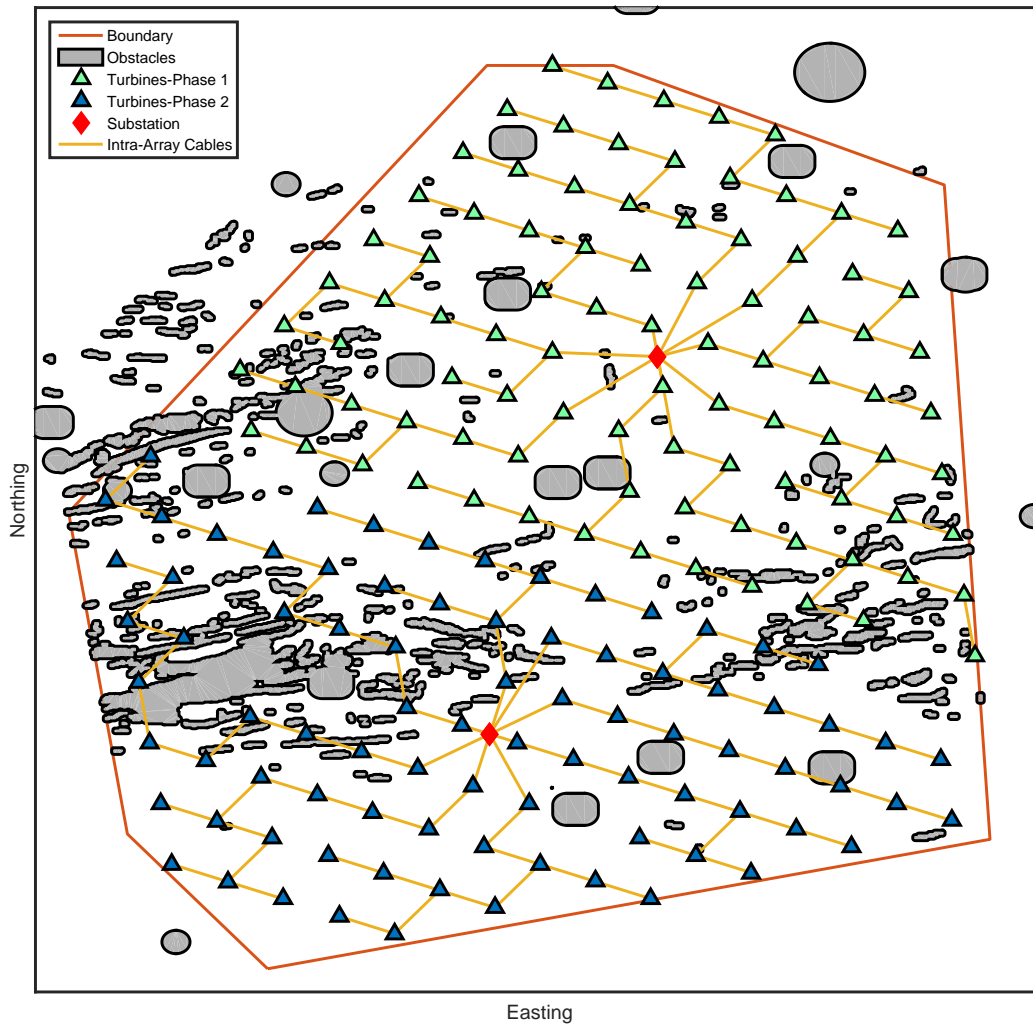 Boundary
Obstacles
Turbines-Phase 1
Turbines-Phase 2
Substation
Intra-Array Cables
Northing
Easting